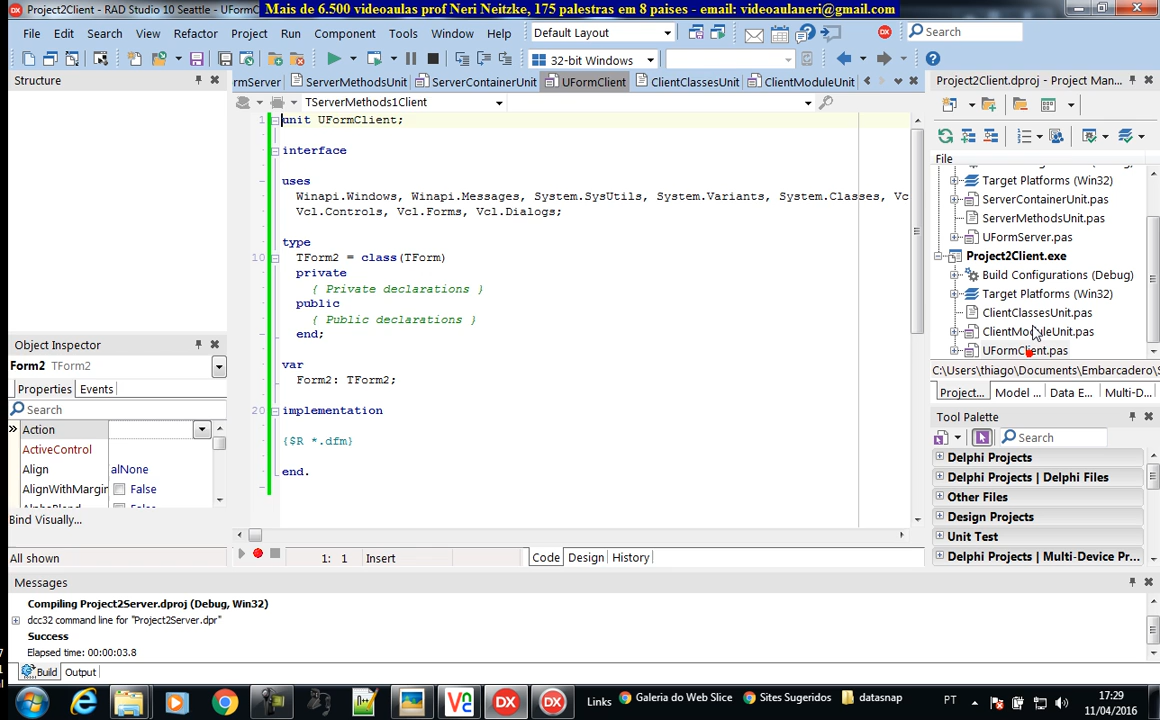 Project2Client - RAD Studio 10 Seattle - UFormC
Mais de 6.500 videoaulas prof Neri Neitzke, 175 palestras em 8 paises - email: videoaulaneri@gmail.com
File Edit Search View Refactor Project Run Component Tools Window Help
Default Layout
Search
32-bit Windows
Structure
rmServer ServerMethodsUnit ServerContainerUnit UFormClient ClientClassesUnit ClientModuleUnit
Project2Client.dproj - Project Man...
TServerMethods1Client
1 unit UFormClient;
interface
uses
Winapi.Windows, Winapi.Messages, System.SysUtils, System.Variants, System.Classes, Vc
Vcl.Controls, Vcl.Forms, Vcl.Dialogs;
type
10 TForm2 = class(TForm)
private
{ Private declarations }
public
{ Public declarations }
end;
var
Form2: TForm2;
20 implementation
{$R *.dfm}
end.
1: 1 Insert
Code Design History
File
Target Platforms (Win32)
ServerContainerUnit.pas
ServerMethodsUnit.pas
UFormServer.pas
Project2Client.exe
Build Configurations (Debug)
Target Platforms (Win32)
ClientClassesUnit.pas
ClientModuleUnit.pas
UFormClient.pas
C:\Users\thiago\Documents\Embarcadero\S
Project... Model ... Data E... Multi-D...
Tool Palette
Search
Delphi Projects
Delphi Projects | Delphi Files
Other Files
Design Projects
Unit Test
Delphi Projects | Multi-Device Pr...
Object Inspector
Form2 TForm2
Properties Events
Search
Action
ActiveControl
Align alNone
AlignWithMargin False
AlphaBlend False
Bind Visually...
All shown
Messages
Compiling Project2Server.dproj (Debug, Win32)
dcc32 command line for "Project2Server.dpr"
Success
Elapsed time: 00:00:03.8
Build Output
Links Galeria do Web Slice Sites Sugeridos datasnap
PT
17:29
11/04/2016